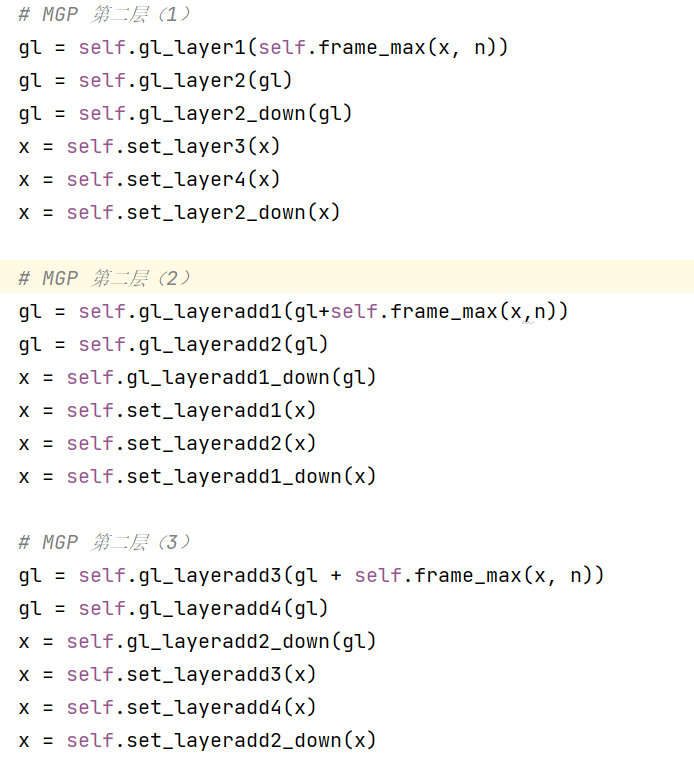 # MGP 第二层（1）
gl = self.gl_layer1(self.frame_max(x, n))
gl = self.gl_layer2(gl)
gl = self.gl_layer2_down(gl)
x = self.set_layer3(x)
x = self.set_layer4(x)
x = self.set_layer2_down(x)
# MGP 第二层（2）
gl = self.gl_layeradd1(gl+self.frame_max(x,n))
gl = self.gl_layeradd2(gl)
x = self.gl_layeradd1_down(gl)
x = self.set_layeradd1(x)
x = self.set_layeradd2(x)
x = self.set_layeradd1_down(x)
# MGP 第二层（3）
gl = self.gl_layeradd3(gl + self.frame_max(x, n))
gl = self.gl_layeradd4(gl)
x = self.gl_layeradd2_down(gl)
x = self.set_layeradd3(x)
x = self.set_layeradd4(x)
x = self.set_layeradd2_down(x)